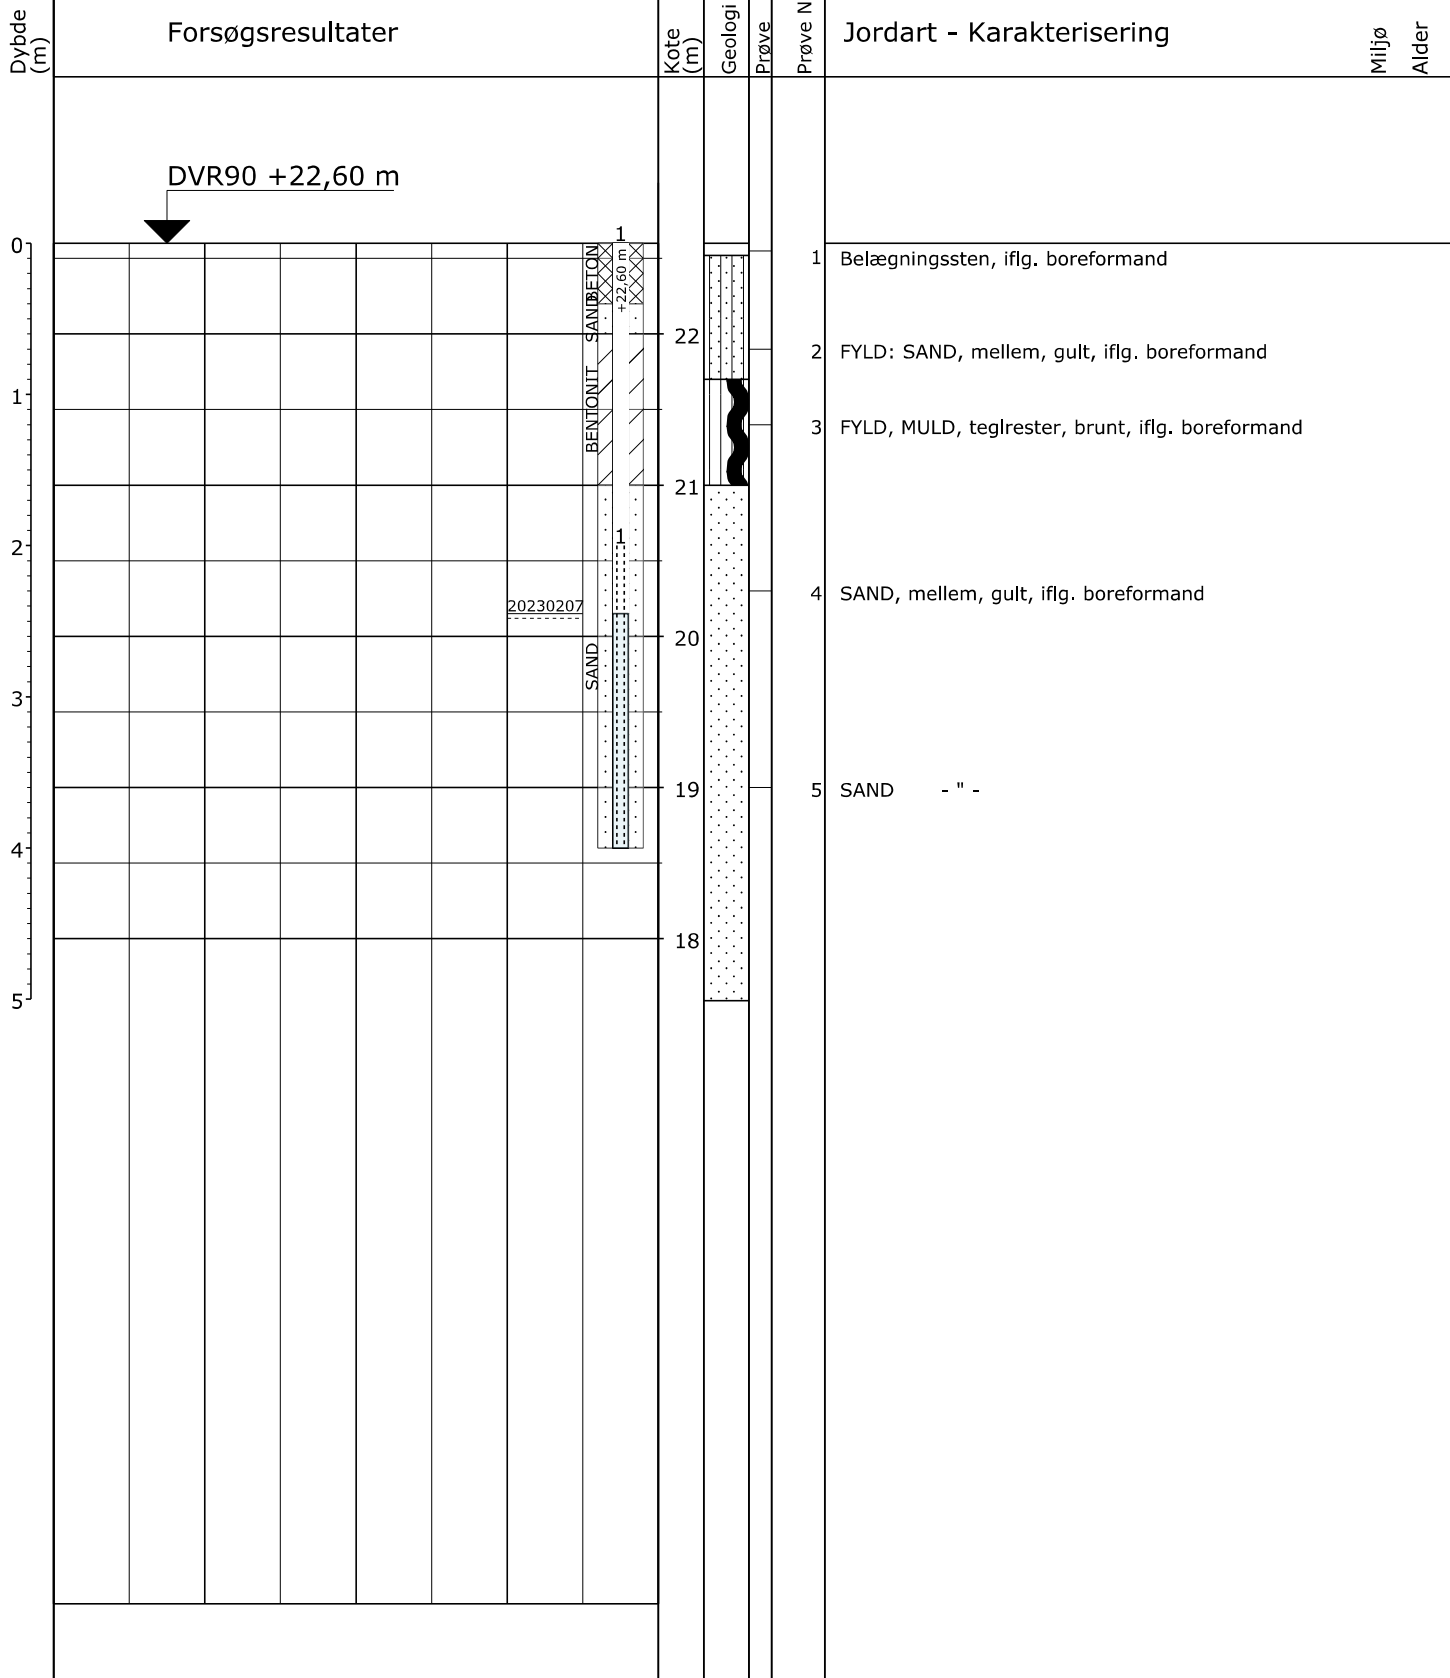 Dybde
(m)
Forsøgsresultater
Kote
(m)
Geologi
Prøve
Prøve N
Jordart - Karakterisering
Miljø
Alder
DVR90 +22,60 m
0
1
2
3
4
5
1
+22,60 m
BETON
SAND
BENTONIT
1
20230207
SAND
22
21
20
19
18
1 Belægningssten, iflg. boreformand
2 FYLD: SAND, mellem, gult, iflg. boreformand
3 FYLD, MULD, teglrester, brunt, iflg. boreformand
4 SAND, mellem, gult, iflg. boreformand
5 SAND - " -